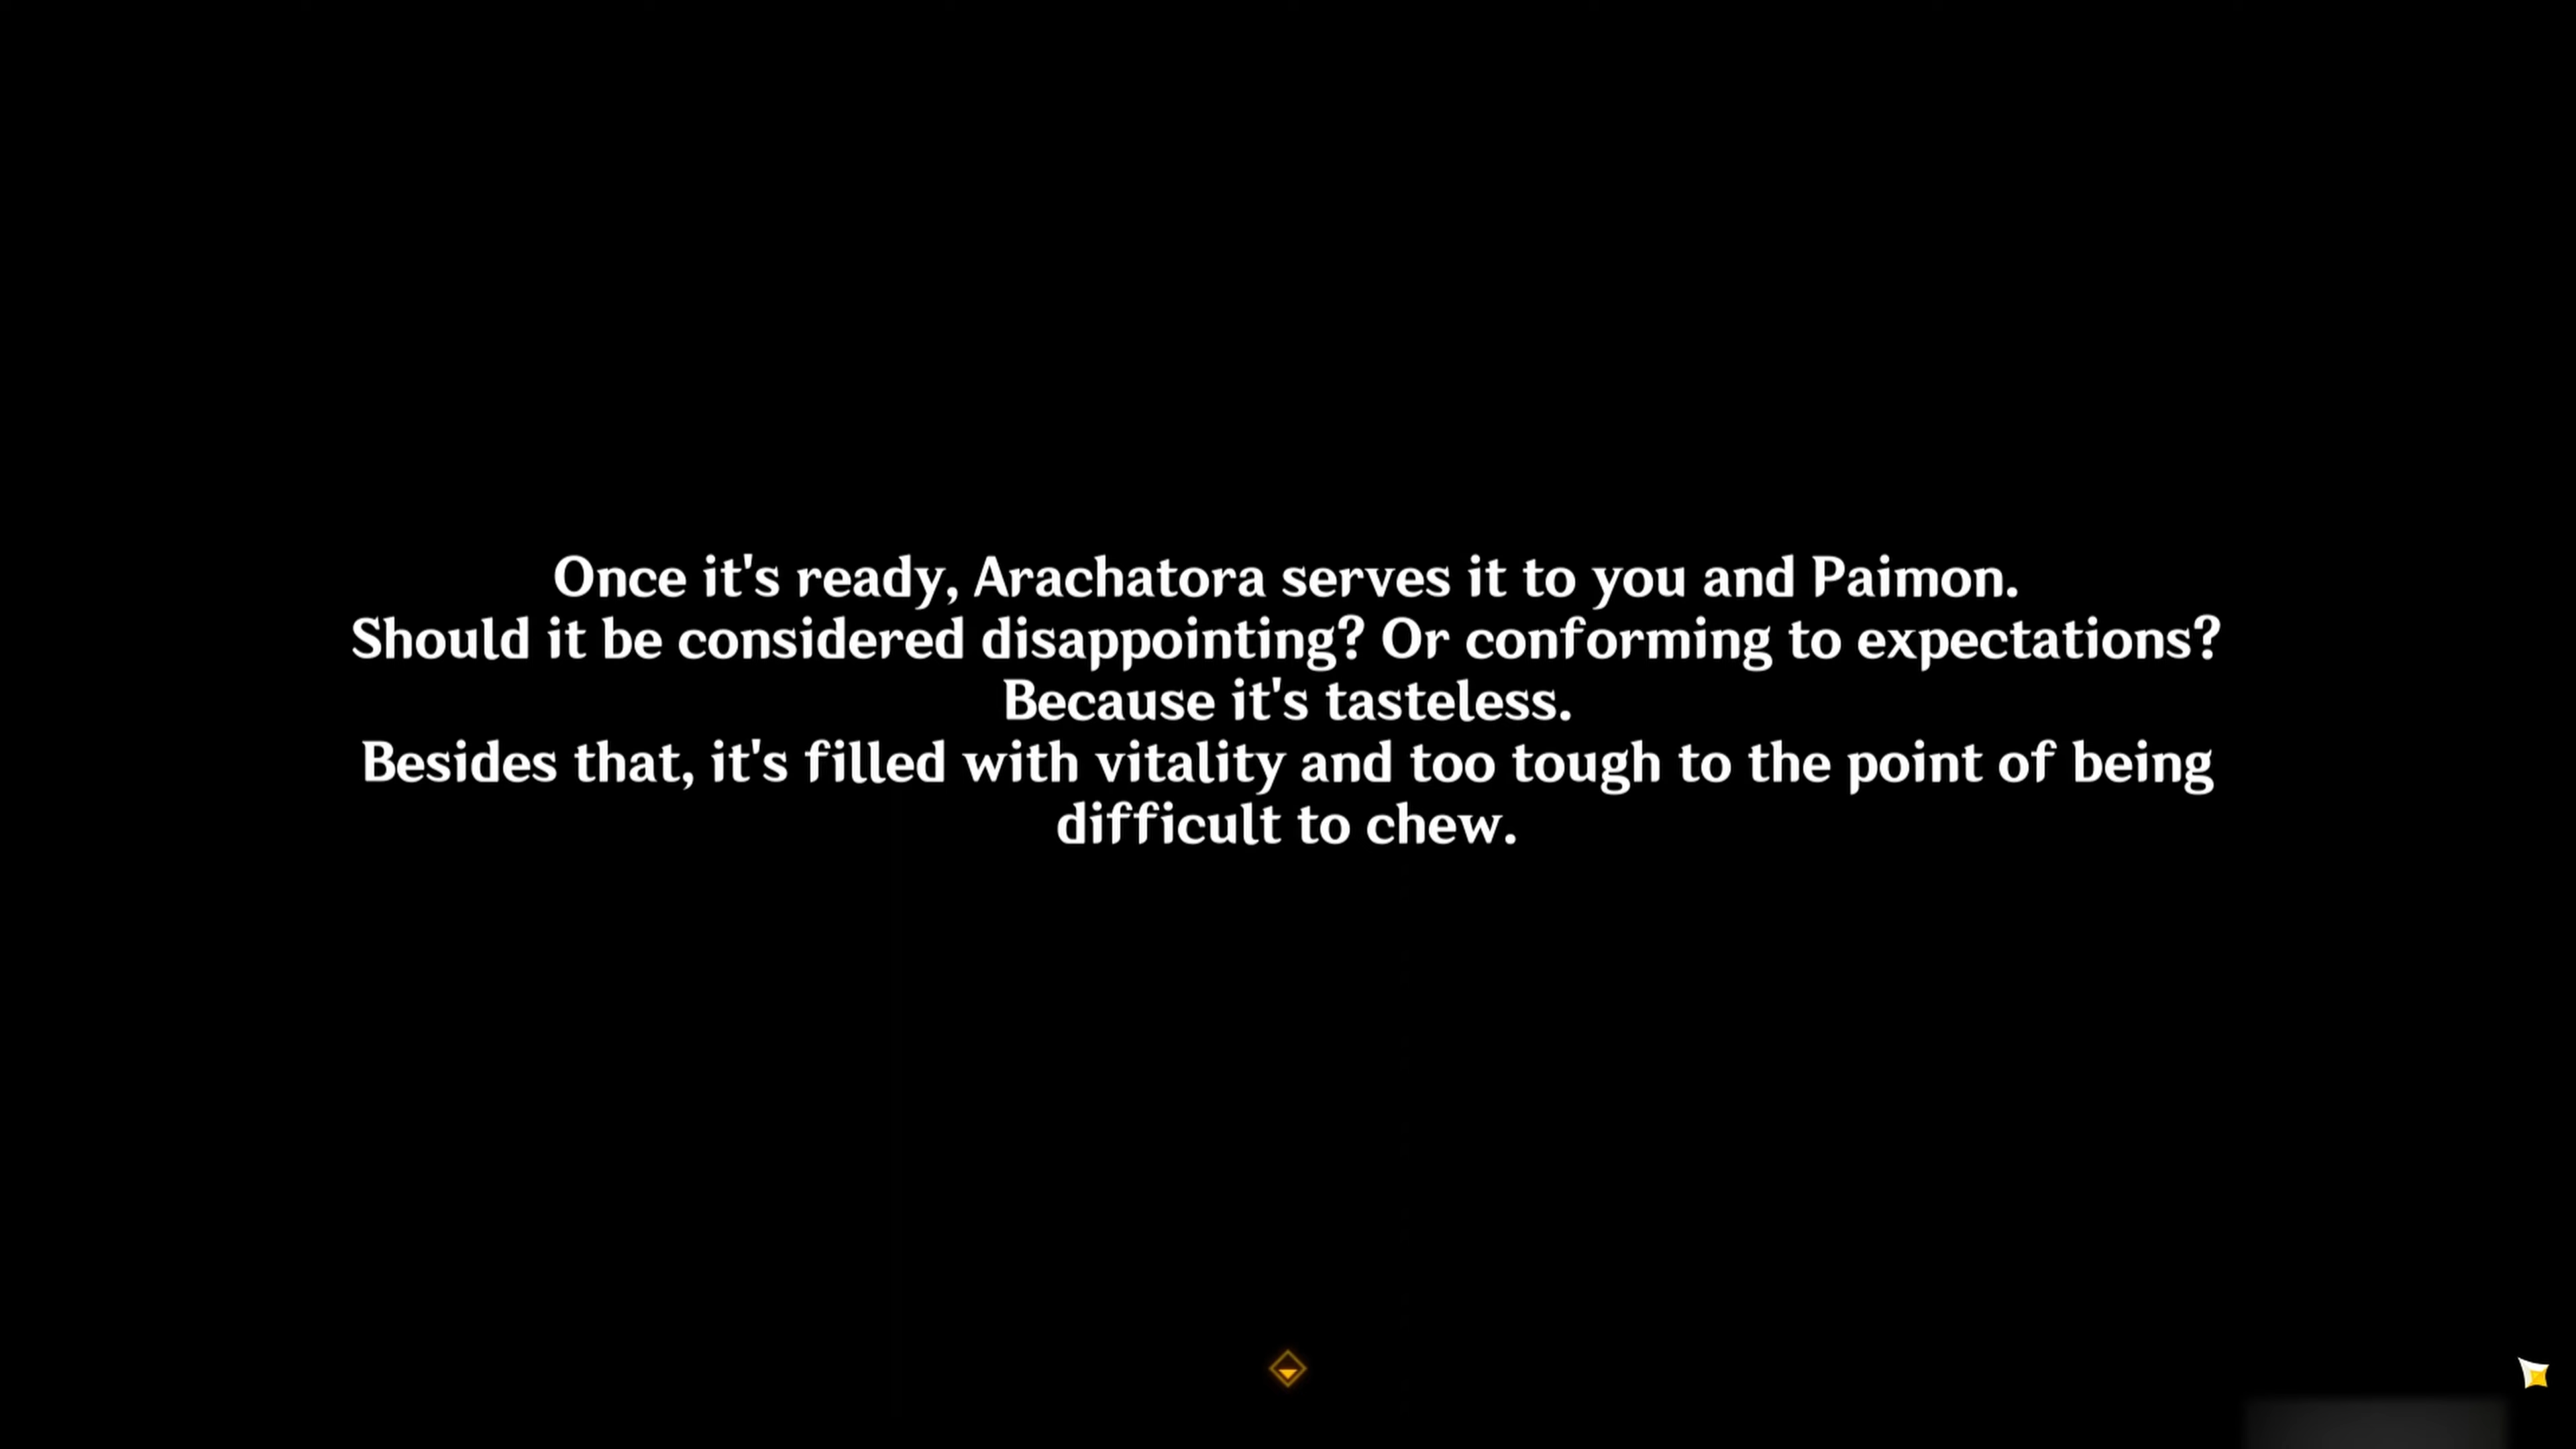 Once it's ready, Arachatora serves it to you and Paimon.
Should it be considered disappointing? Or conforming to expectations?
Because it's tasteless.
Besides that, it's filled with vitality and too tough to the point of being
difficult to chew.